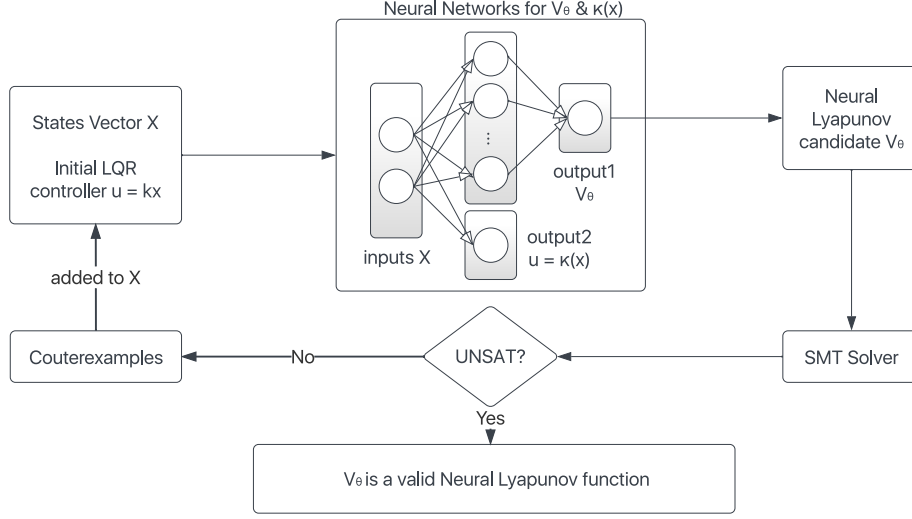 Neural Networks for Vθ & κ(x)
States Vector X
Initial LQR
controller u = kx
inputs X
...
output1
Vθ
output2
u = κ(x)
Neural
Lyapunov
candidate Vθ
added to X
Couterexamples
No
UNSAT?
SMT Solver
Yes
Vθ is a valid Neural Lyapunov function